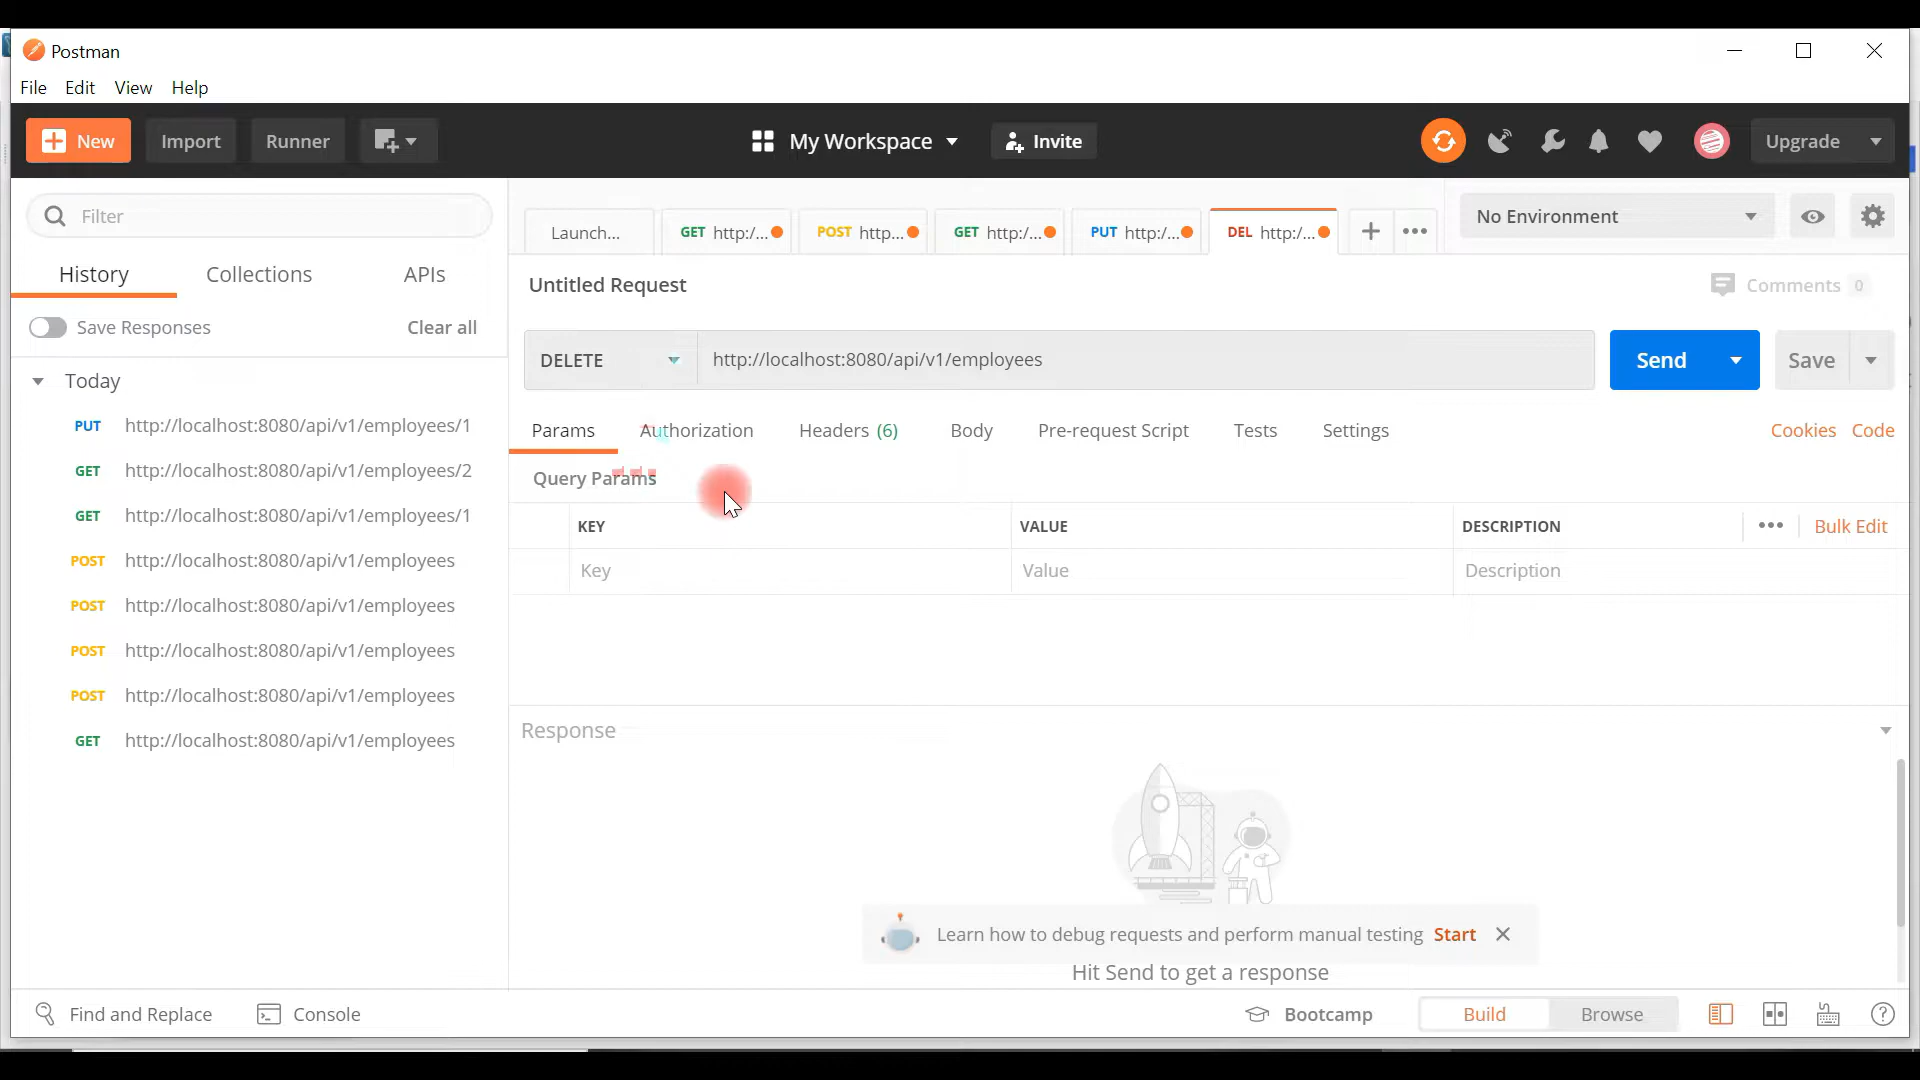 Postman
File Edit View Help
New Import Runner My Workspace Invite Upgrade
Filter
History Collections APIs
Save Responses Clear all
Today
PUT http://localhost:8080/api/v1/employees/1
GET http://localhost:8080/api/v1/employees/2
GET http://localhost:8080/api/v1/employees/1
POST http://localhost:8080/api/v1/employees
POST http://localhost:8080/api/v1/employees
POST http://localhost:8080/api/v1/employees
POST http://localhost:8080/api/v1/employees
GET http://localhost:8080/api/v1/employees
Launch... GET http:/... POST http... GET http:/... PUT http:/... DEL http:/... No Environment
Untitled Request Comments 0
DELETE http://localhost:8080/api/v1/employees Send Save
Params Authorization Headers (6) Body Pre-request Script Tests Settings Cookies Code
Query Params
KEY VALUE DESCRIPTION Bulk Edit
Key Value Description
Response
Learn how to debug requests and perform manual testing Start
Hit Send to get a response
Find and Replace Console Bootcamp Build Browse